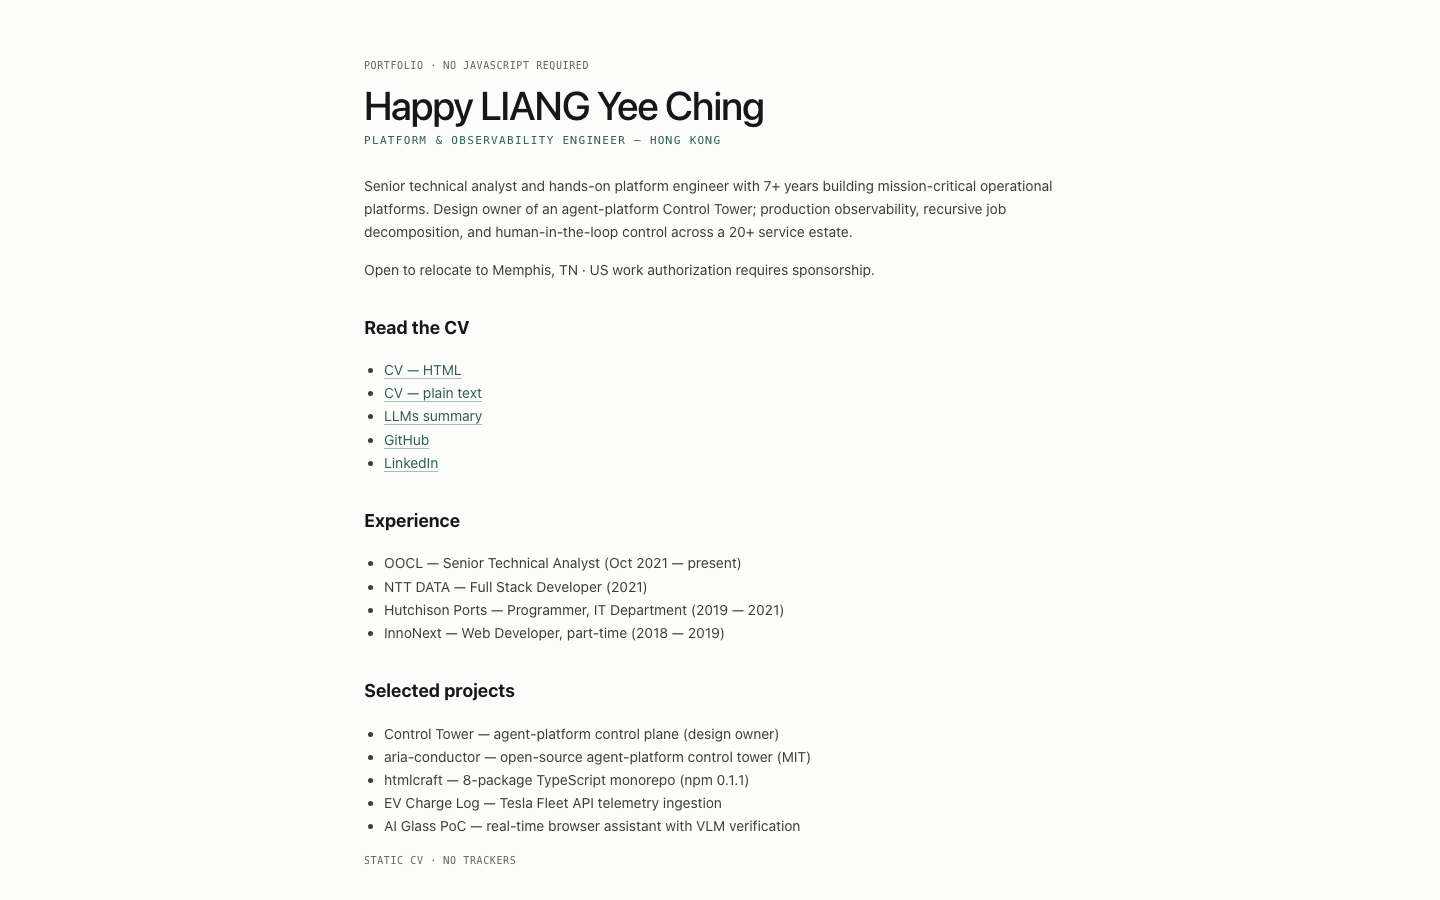 PORTFOLIO · NO JAVASCRIPT REQUIRED
Happy LIANG Yee Ching
PLATFORM & OBSERVABILITY ENGINEER — HONG KONG
Senior technical analyst and hands-on platform engineer with 7+ years building mission-critical operational
platforms. Design owner of an agent-platform Control Tower; production observability, recursive job
decomposition, and human-in-the-loop control across a 20+ service estate.
Open to relocate to Memphis, TN · US work authorization requires sponsorship.
Read the CV
CV — HTML
CV — plain text
LLMs summary
GitHub
LinkedIn
Experience
OOCL — Senior Technical Analyst (Oct 2021 — present)
NTT DATA — Full Stack Developer (2021)
Hutchison Ports — Programmer, IT Department (2019 — 2021)
InnoNext — Web Developer, part-time (2018 — 2019)
Selected projects
Control Tower — agent-platform control plane (design owner)
aria-conductor — open-source agent-platform control tower (MIT)
htmlcraft — 8-package TypeScript monorepo (npm 0.1.1)
EV Charge Log — Tesla Fleet API telemetry ingestion
AI Glass PoC — real-time browser assistant with VLM verification
STATIC CV · NO TRACKERS